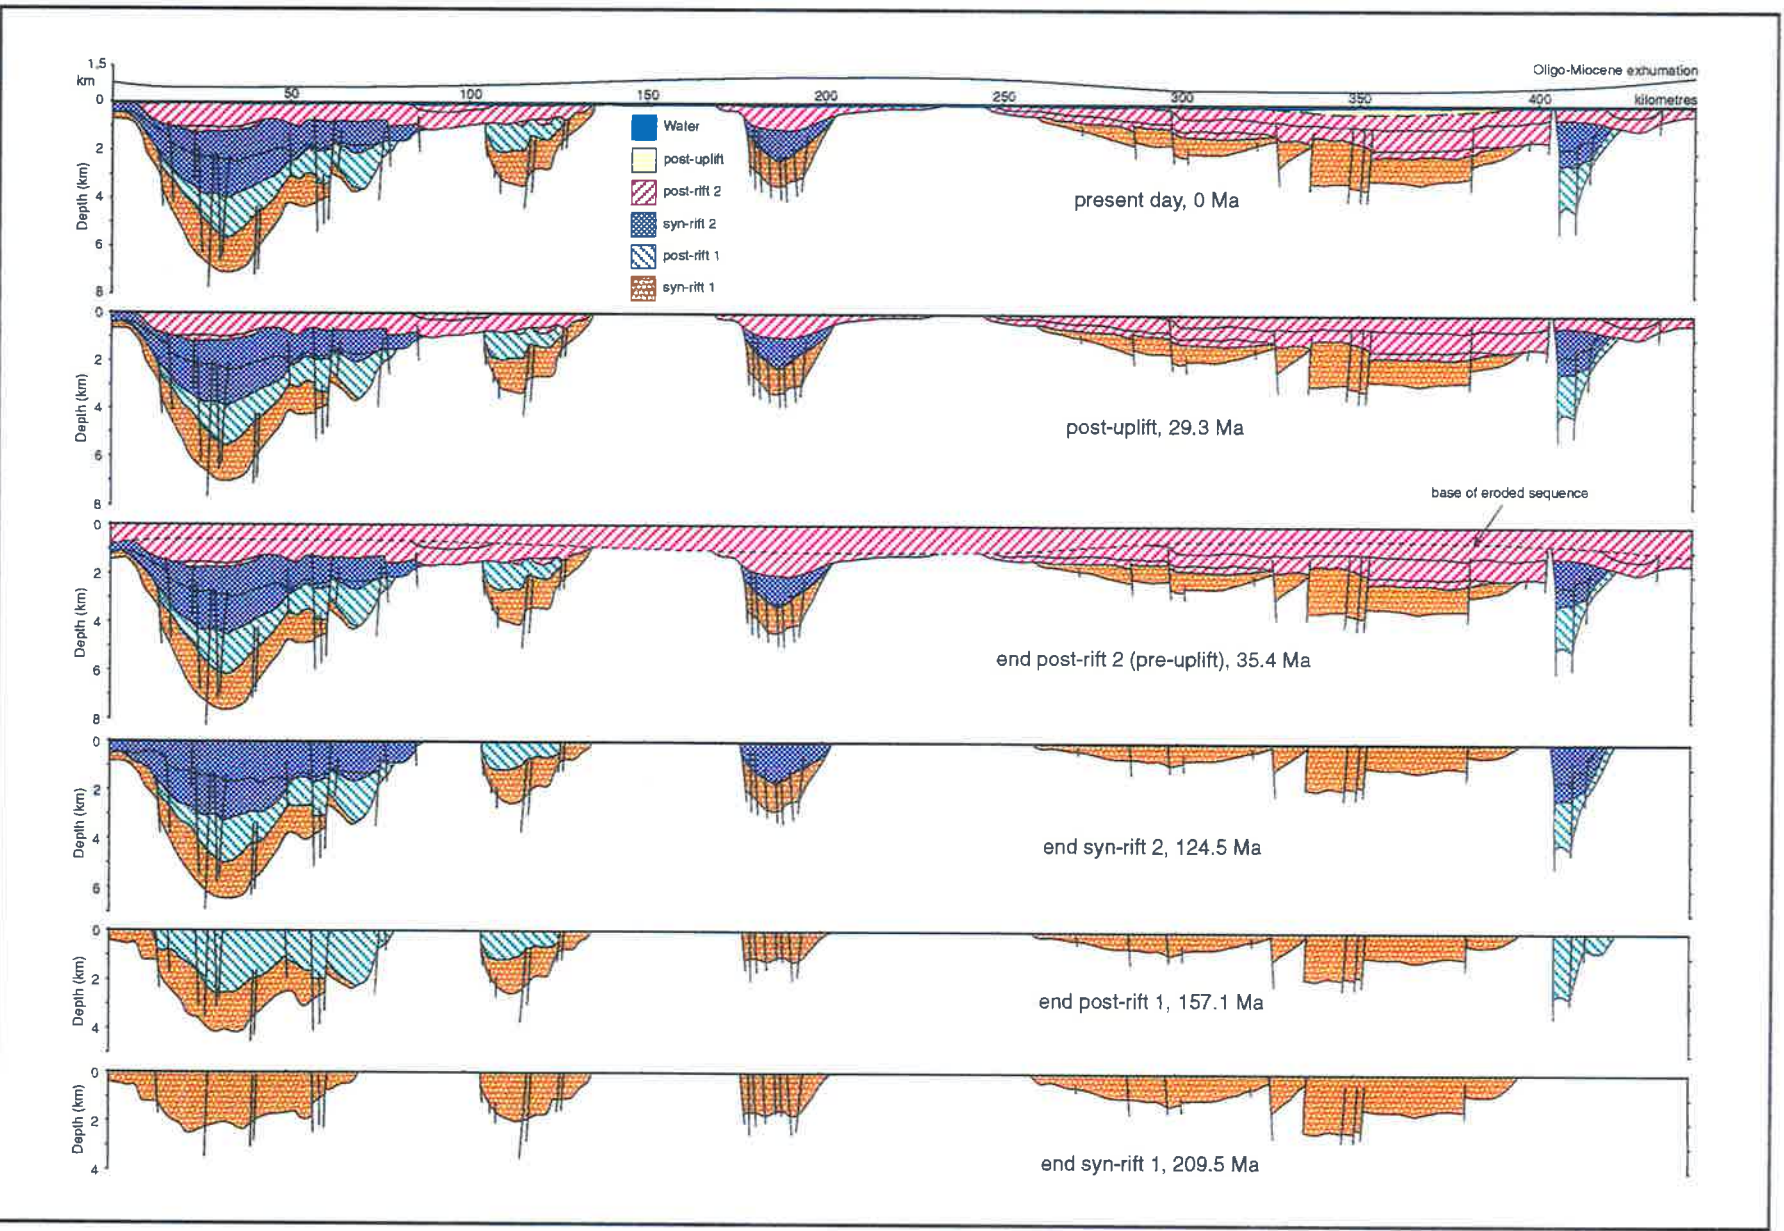 1.5
km
Oligo-Miocene exhumation
0
50
100
150
200
250
300
350
400
kilometres
Water
post-uplift
post-rift 2
syn-rift 2
post-rift 1
syn-rift 1
2
4
6
8
Depth (km)
present day, 0 Ma
0
2
4
6
8
Depth (km)
post-uplift, 29.3 Ma
base of eroded sequence
0
2
4
6
8
Depth (km)
end post-rift 2 (pre-uplift), 35.4 Ma
0
2
4
6
Depth (km)
end syn-rift 2, 124.5 Ma
0
2
4
Depth (km)
end post-rift 1, 157.1 Ma
0
2
4
Depth (km)
end syn-rift 1, 209.5 Ma